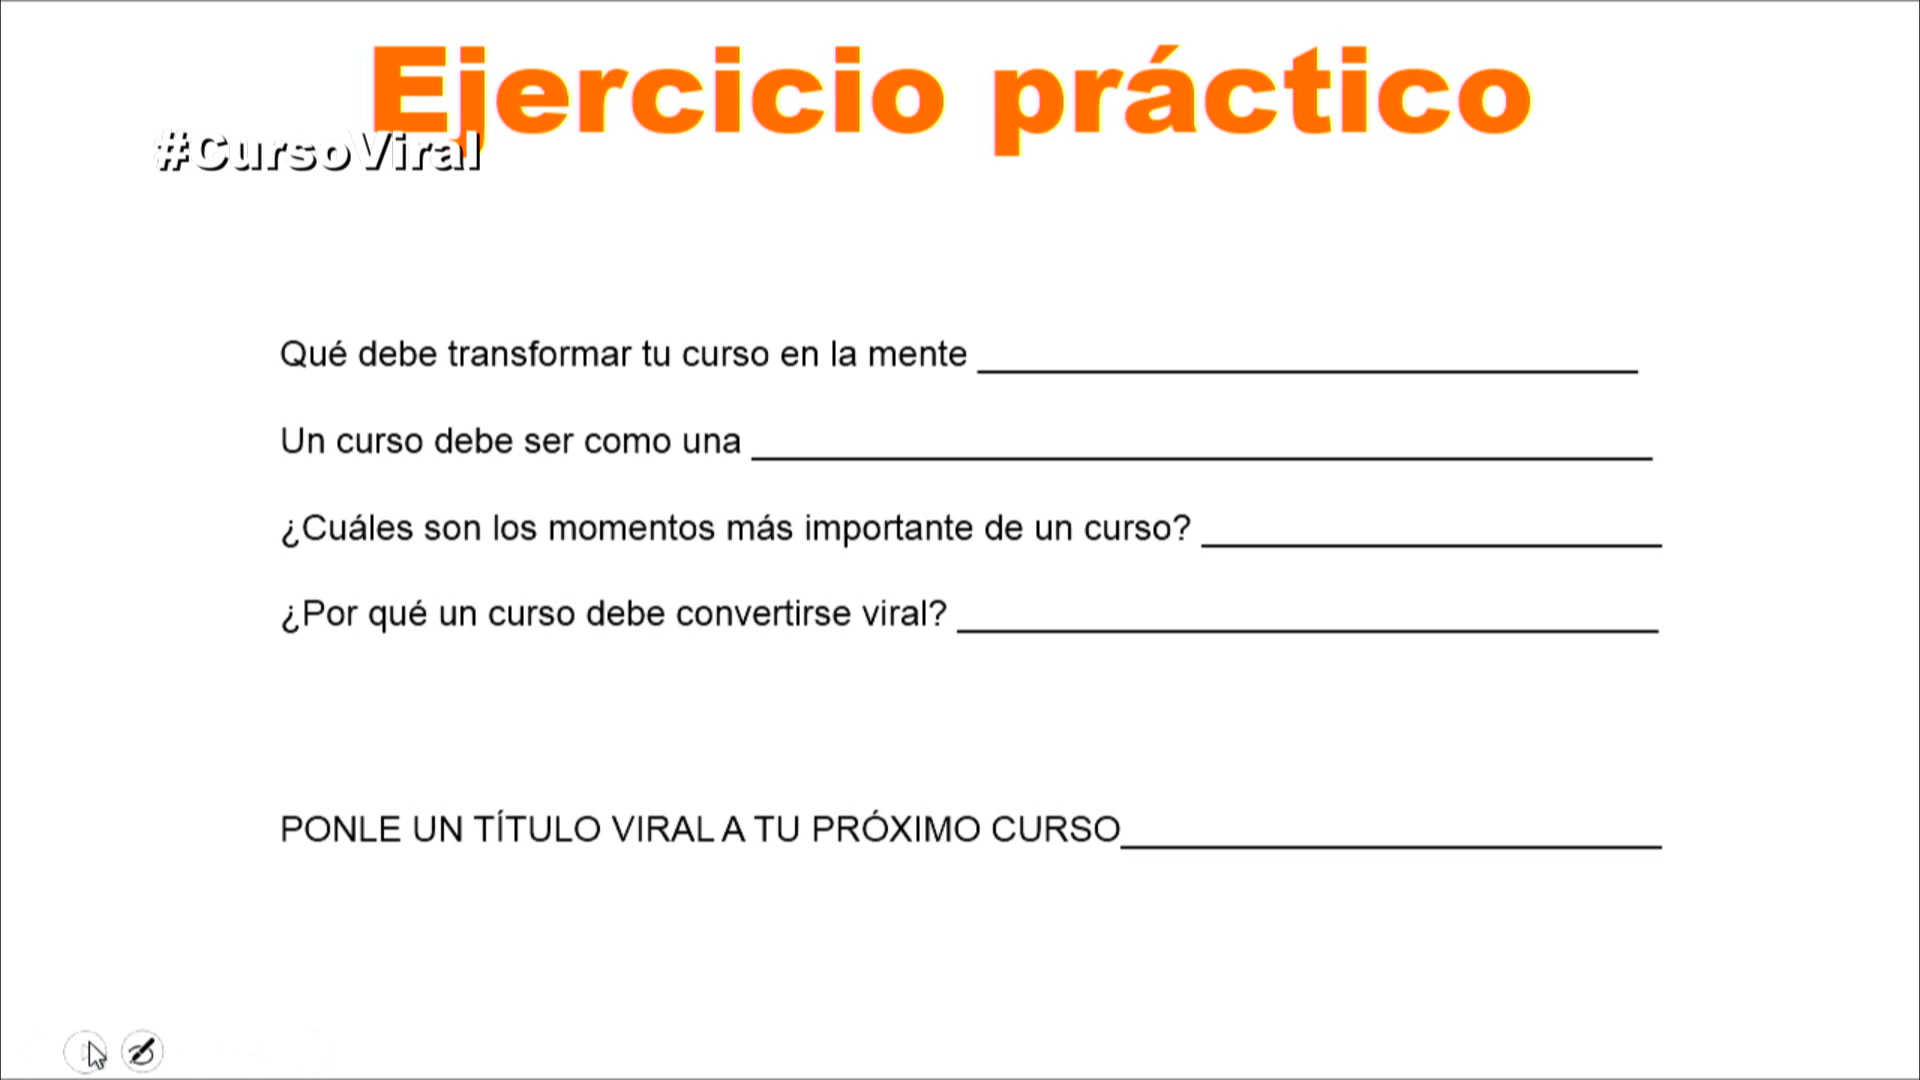 Ejercicio práctico
#CursoViral
Qué debe transformar tu curso en la mente
Un curso debe ser como una
¿Cuáles son los momentos más importante de un curso?
¿Por qué un curso debe convertirse viral?
PONLE UN TÍTULO VIRAL A TU PRÓXIMO CURSO